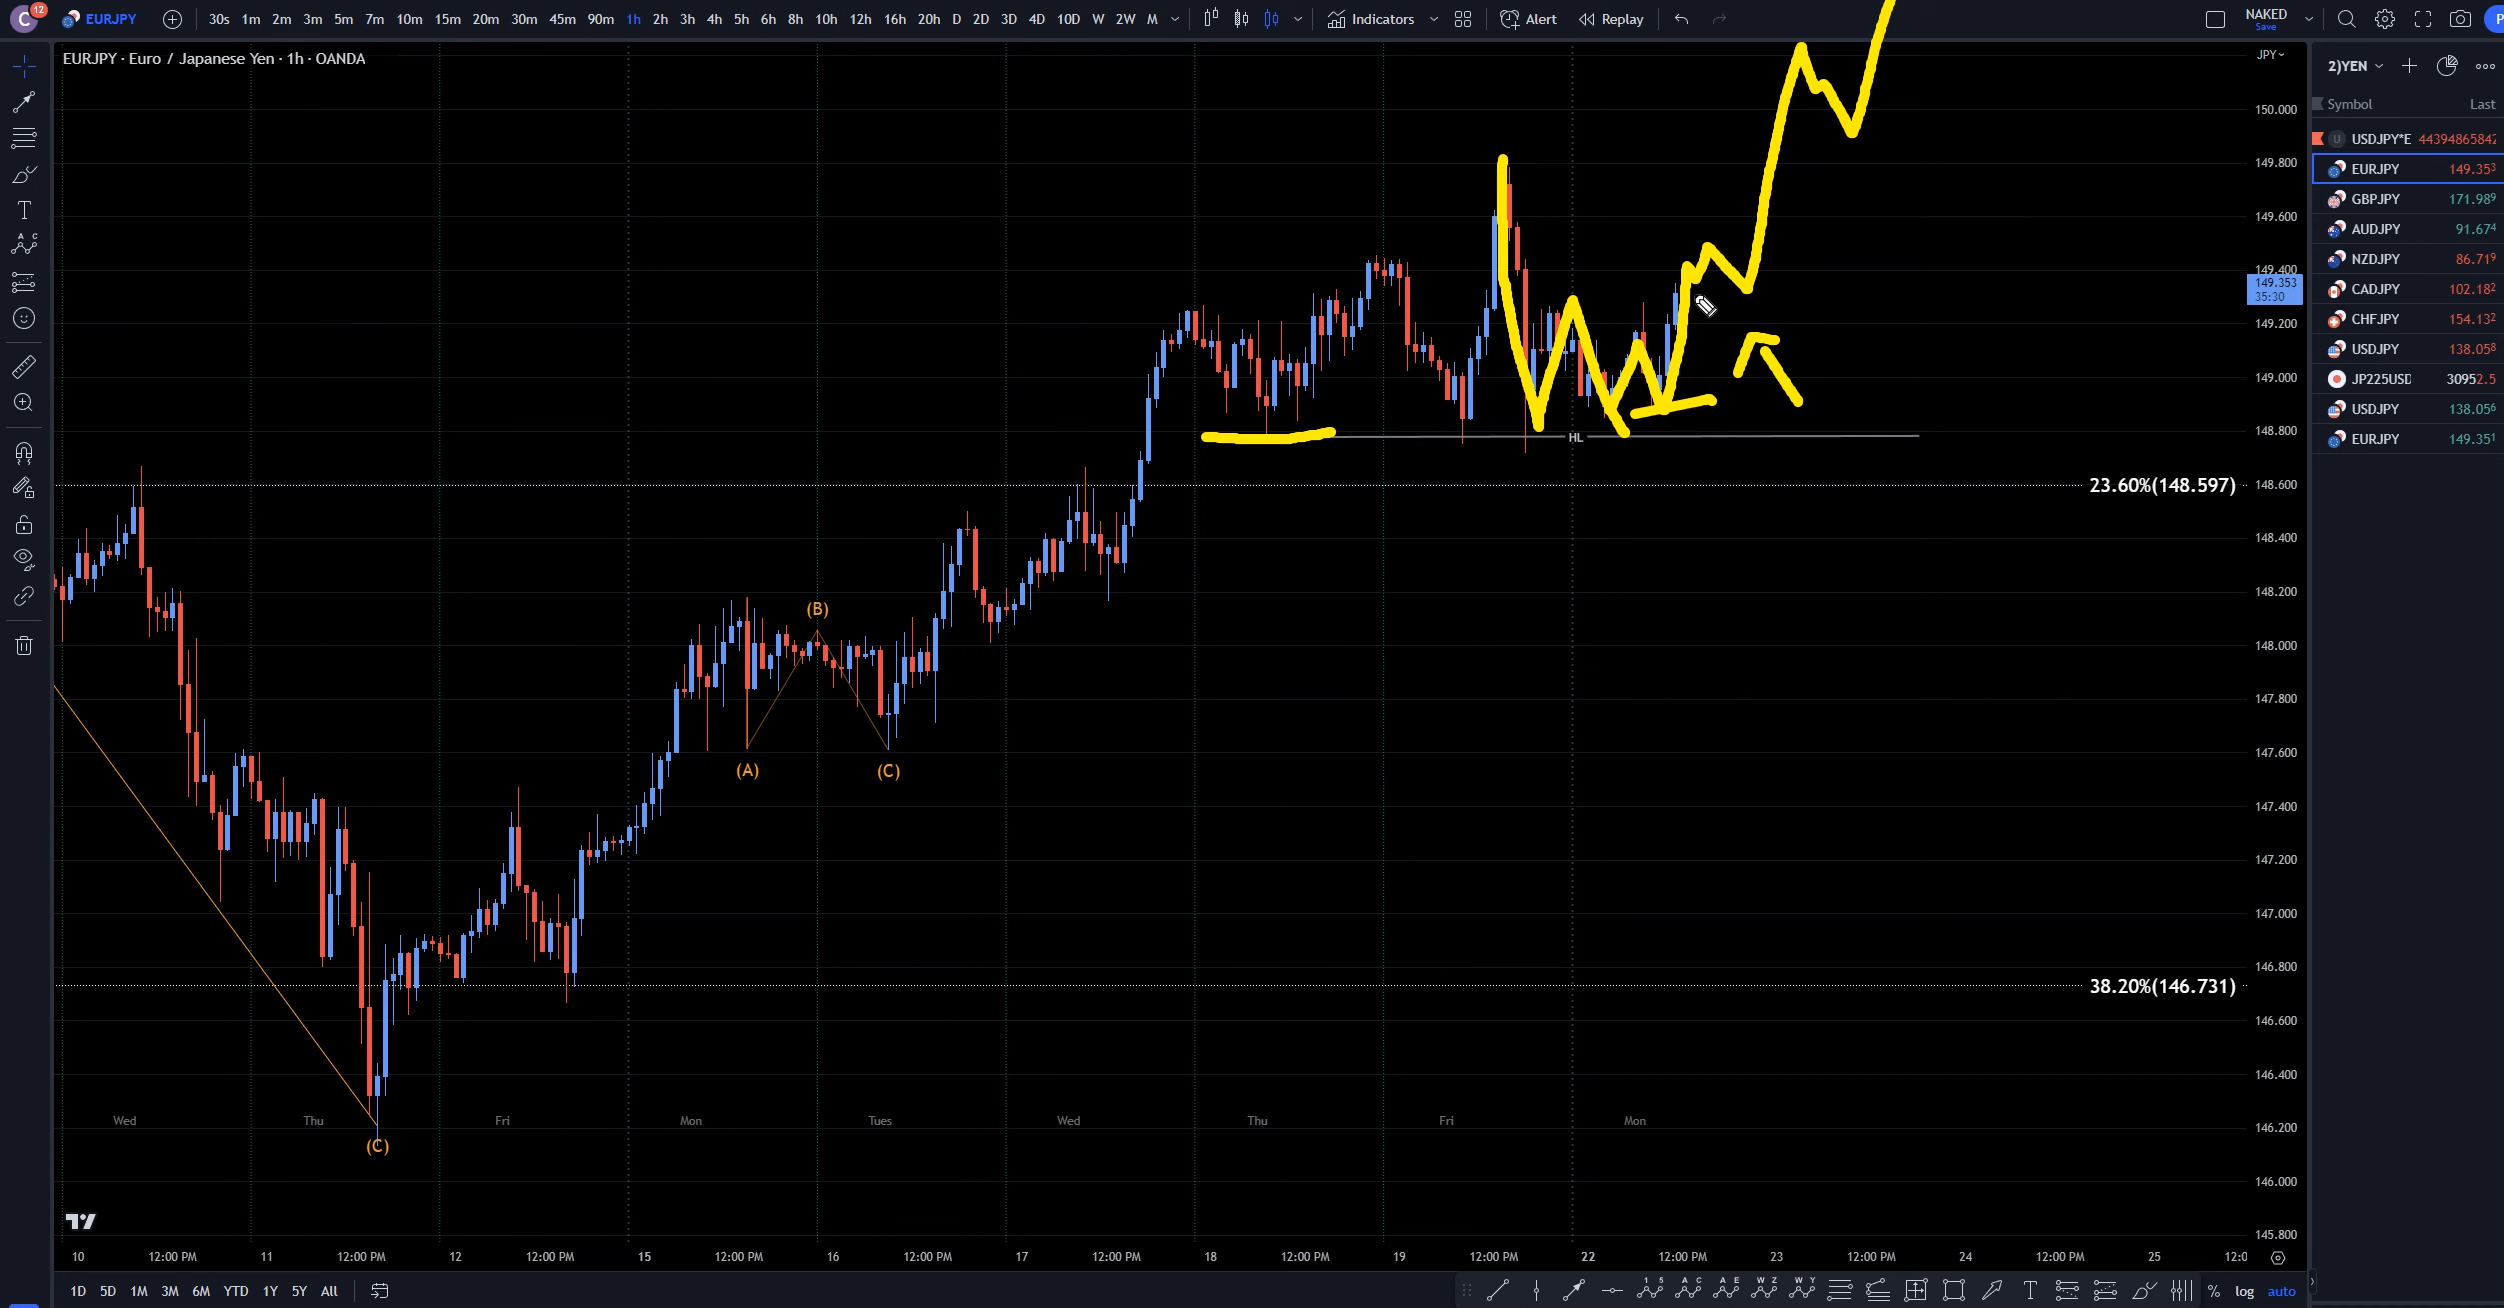 C 12 EURJPY 30s 1m 2m 3m 5m 7m 10m 15m 20m 30m 45m 90m 1h 2h 3h 4h 5h 6h 8h 10h 12h 16h 20h D 2D 3D 4D 10D W 2W M Indicators Alert Replay NAKED P
Save
EURJPY · Euro / Japanese Yen · 1h · OANDA
JPY
2)YEN
Symbol Last
USDJPY*E 44394865842
EURJPY 149.353
GBPJPY 171.989
AUDJPY 91.674
NZDJPY 86.719
CADJPY 102.182
CHFJPY 154.132
USDJPY 138.058
JP225USD 30952.5
USDJPY 138.056
EURJPY 149.351
150.000
149.800
149.600
149.400
149.353
35:30
149.200
149.000
148.800
148.600
148.400
148.200
148.000
147.800
147.600
147.400
147.200
147.000
146.800
146.600
146.400
146.200
146.000
145.800
HL
23.60%(148.597)
(B)
(A) (C)
38.20%(146.731)
(C)
Wed Thu Fri Mon Tues Wed Thu Fri Mon
10 12:00 PM 11 12:00 PM 12 12:00 PM 15 12:00 PM 16 12:00 PM 17 12:00 PM 18 12:00 PM 19 12:00 PM 22 12:00 PM 23 12:00 PM 24 12:00 PM 25 12:0
1D 5D 1M 3M 6M YTD 1Y 5Y All % log auto